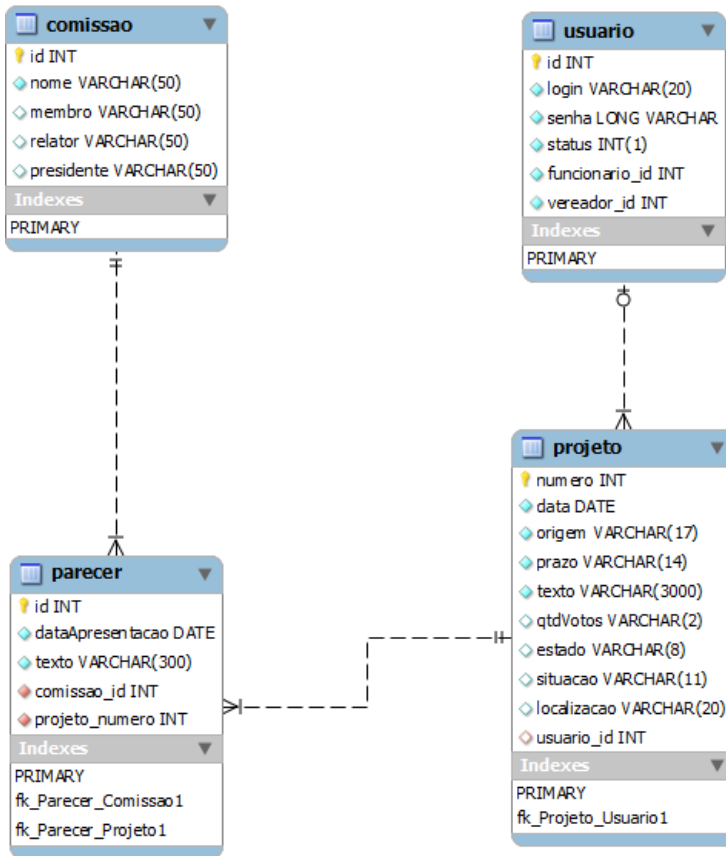 comissao
id INT
nome VARCHAR(50)
membro VARCHAR(50)
relator VARCHAR(50)
presidente VARCHAR(50)
Indexes
PRIMARY
usuario
id INT
login VARCHAR(20)
senha LONG VARCHAR
status INT(1)
funcionario_id INT
vereador_id INT
Indexes
PRIMARY
parecer
id INT
dataApresentacao DATE
texto VARCHAR(300)
comissao_id INT
projeto_numero INT
Indexes
PRIMARY
fk_Parecer_Comissao1
fk_Parecer_Projeto1
projeto
numero INT
data DATE
origem VARCHAR(17)
prazo VARCHAR(14)
texto VARCHAR(3000)
qtdVotos VARCHAR(2)
estado VARCHAR(8)
situacao VARCHAR(11)
localizacao VARCHAR(20)
usuario_id INT
Indexes
PRIMARY
fk_Projeto_Usuario1